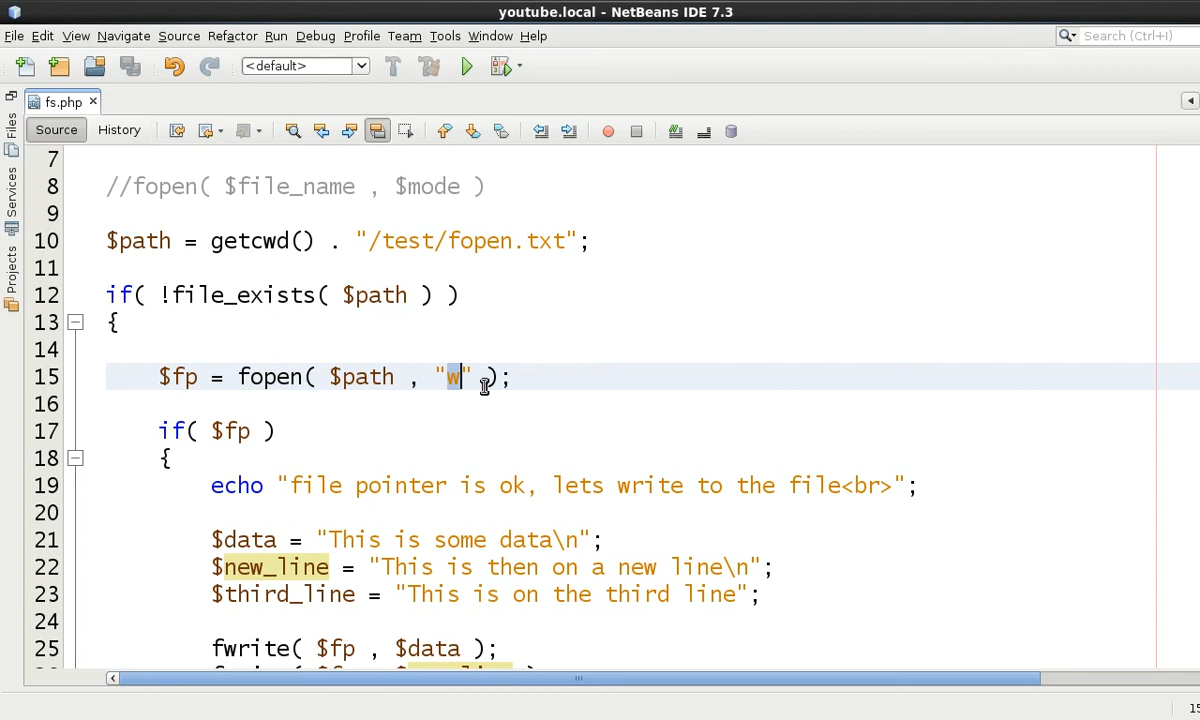 youtube.local - NetBeans IDE 7.3
File Edit View Navigate Source Refactor Run Debug Profile Team Tools Window Help
Search (Ctrl+I)
<default>
fs.php
Source History
Files
Services
Projects
7
8 //fopen( $file_name , $mode )
9
10 $path = getcwd() . "/test/fopen.txt";
11
12 if( !file_exists( $path ) )
13 {
14
15 $fp = fopen( $path , "w" );
16
17 if( $fp )
18 {
19 echo "file pointer is ok, lets write to the file<br>";
20
21 $data = "This is some data\n";
22 $new_line = "This is then on a new line\n";
23 $third_line = "This is on the third line";
24
25 fwrite( $fp , $data );